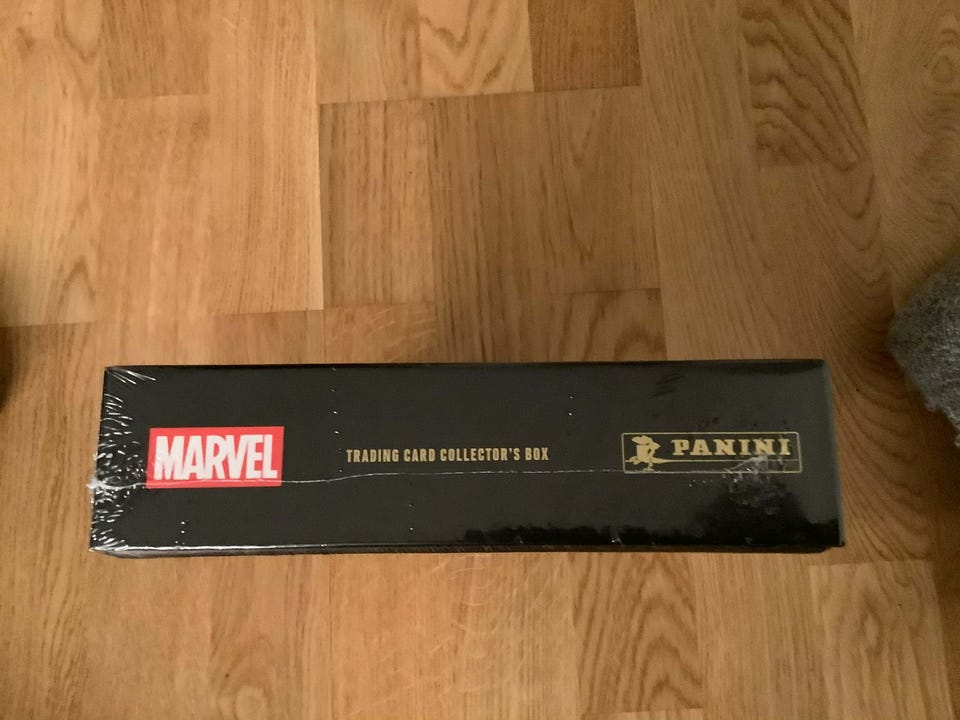 MARVEL
TRADING CARD COLLECTOR'S BOX
PANINI